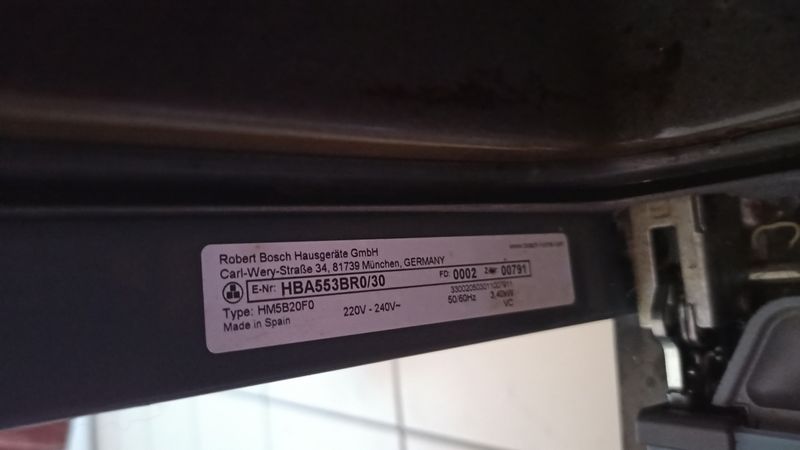 Robert Bosch Hausgeräte GmbH
www.bosch-home.com
Carl-Wery-Straße 34, 81739 München, GERMANY
E-Nr: HBA553BR0/30 FD: 0002 Z-Nr: 00791
Type: HM5B20F0 220V - 240V~ 50/60Hz 3,40kW
Made in Spain VC